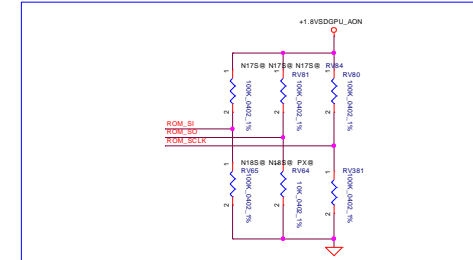 +1.8VSDGPU_AON
N17S@ N17S@ N17S@ RV84
RV81 RV80
1 1 1
100K_0402_1% 100K_0402_1% 100K_0402_1%
2 2 2
ROM_SI
ROM_SO
ROM_SCLK
N18S@ N18S@ PX@
RV65 RV64 RV381
1 1 1
100K_0402_1% 10K_0402_1% 100K_0402_1%
2 2 2